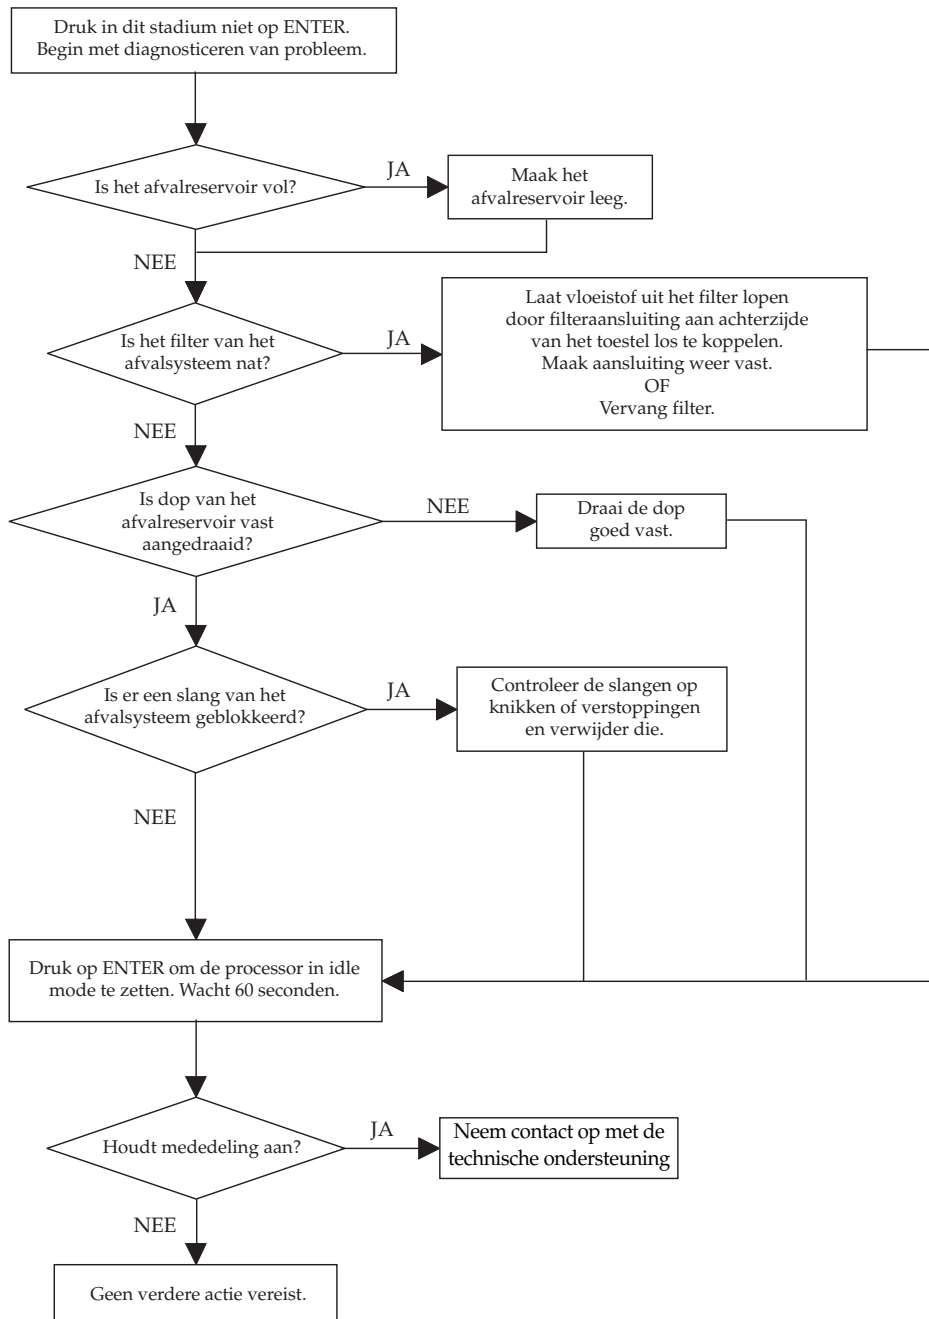 Druk in dit stadium niet op ENTER.
Begin met diagnosticeren van probleem.
Is het afvalreservoir vol?
JA
Maak het
afvalreservoir leeg.
NEE
Is het filter van het
afvalsysteem nat?
JA
Laat vloeistof uit het filter lopen
door filteraansluiting aan achterzijde
van het toestel los te koppelen.
Maak aansluiting weer vast.
OF
Vervang filter.
NEE
Is dop van het
afvalreservoir vast
aangedraaid?
NEE
Draai de dop
goed vast.
JA
Is er een slang van het
afvalsysteem geblokkeerd?
JA
Controleer de slangen op
knikken of verstoppingen
en verwijder die.
NEE
Druk op ENTER om de processor in idle
mode te zetten. Wacht 60 seconden.
Houdt mededeling aan?
JA
Neem contact op met de
technische ondersteuning
NEE
Geen verdere actie vereist.